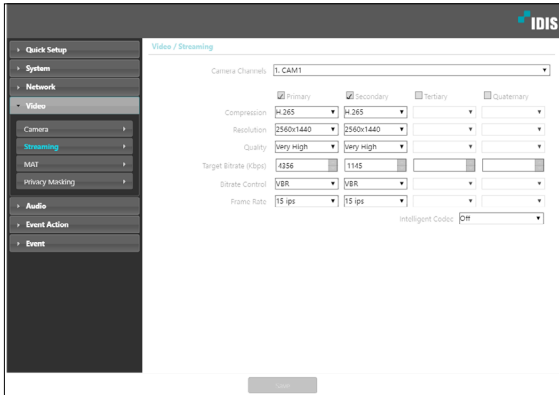 IDIS
Quick Setup
System
Network
Video
Camera
Streaming
MAT
Privacy Masking
Audio
Event Action
Event
Video / Streaming
Camera Channels 1. CAM1
Primary Secondary Tertiary Quaternary
Compression H.265 H.265
Resolution 2560x1440 2560x1440
Quality Very High Very High
Target Bitrate (Kbps) 4356 1145
Bitrate Control VBR VBR
Frame Rate 15 ips 15 ips
Intelligent Codec Off
Save